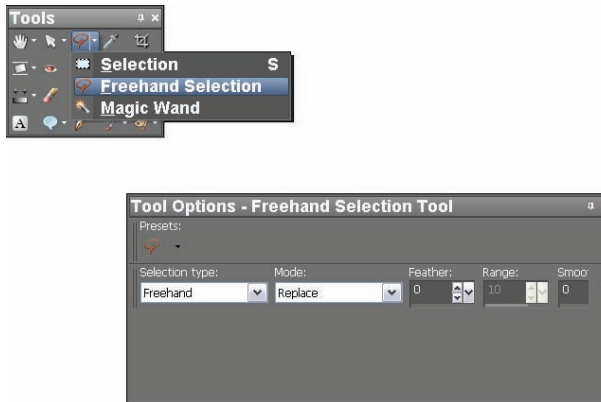 Tools
Selection S
Freehand Selection
Magic Wand
A
Tool Options - Freehand Selection Tool
Presets:
Selection type: Mode: Feather: Range: Smoo
Freehand Replace 0 10 0